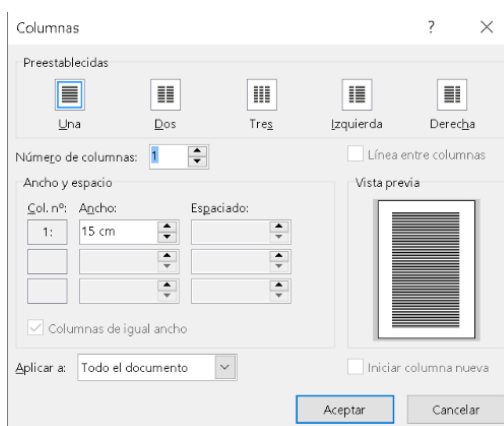 Columnas ? ×
Preestablecidas
Una Dos Tres Izquierda Derecha
Número de columnas: 1
Línea entre columnas
Ancho y espacio
Vista previa
Col. nº: Ancho: Espaciado:
1: 15 cm
Columnas de igual ancho
Aplicar a: Todo el documento
Iniciar columna nueva
Aceptar Cancelar